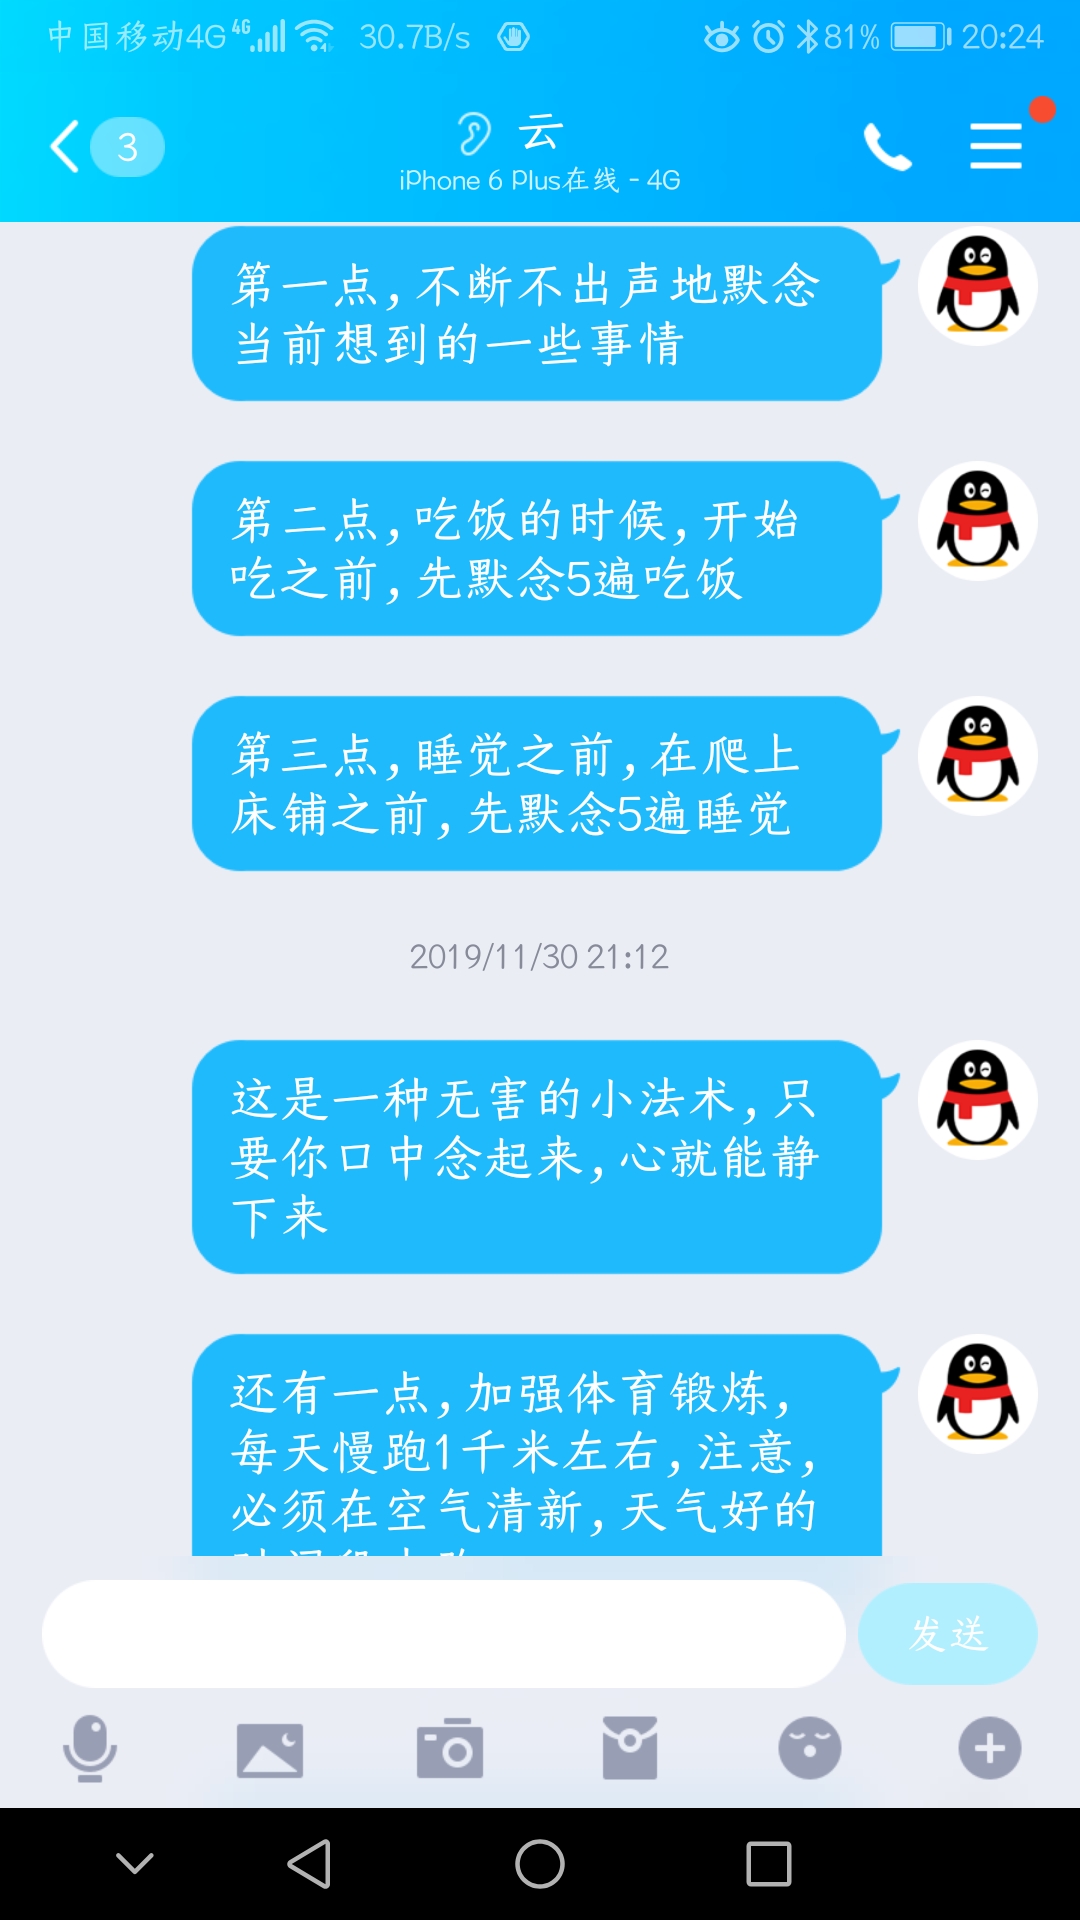 中国移动4G 4G 30.7B/s 81% 20:24
3
云
iPhone 6 Plus在线 - 4G
第一点,不断不出声地默念
当前想到的一些事情
第二点,吃饭的时候,开始
吃之前,先默念5遍吃饭
第三点,睡觉之前,在爬上
床铺之前,先默念5遍睡觉
2019/11/30 21:12
这是一种无害的小法术,只
要你口中念起来,心就能静
下来
还有一点,加强体育锻炼,
每天慢跑1千米左右,注意,
必须在空气清新,天气好的
发送